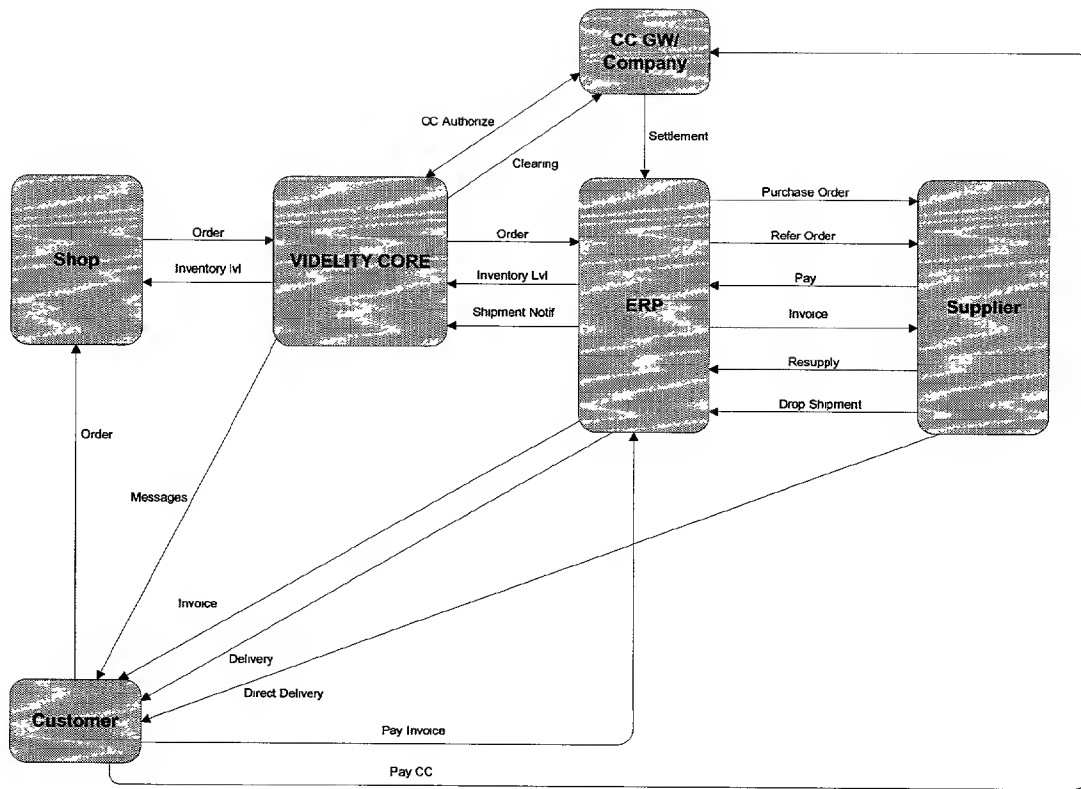 CC GW/
Company
CC Authorize
Settlement
Clearing
Purchase Order
Order
Order
Refer Order
Shop
VIDELITY CORE
Inventory lvl
Inventory Lvl
Pay
ERP
Supplier
Shipment Notif
Invoice
Resupply
Drop Shipment
Order
Messages
Invoice
Delivery
Direct Delivery
Customer
Pay Invoice
Pay CC